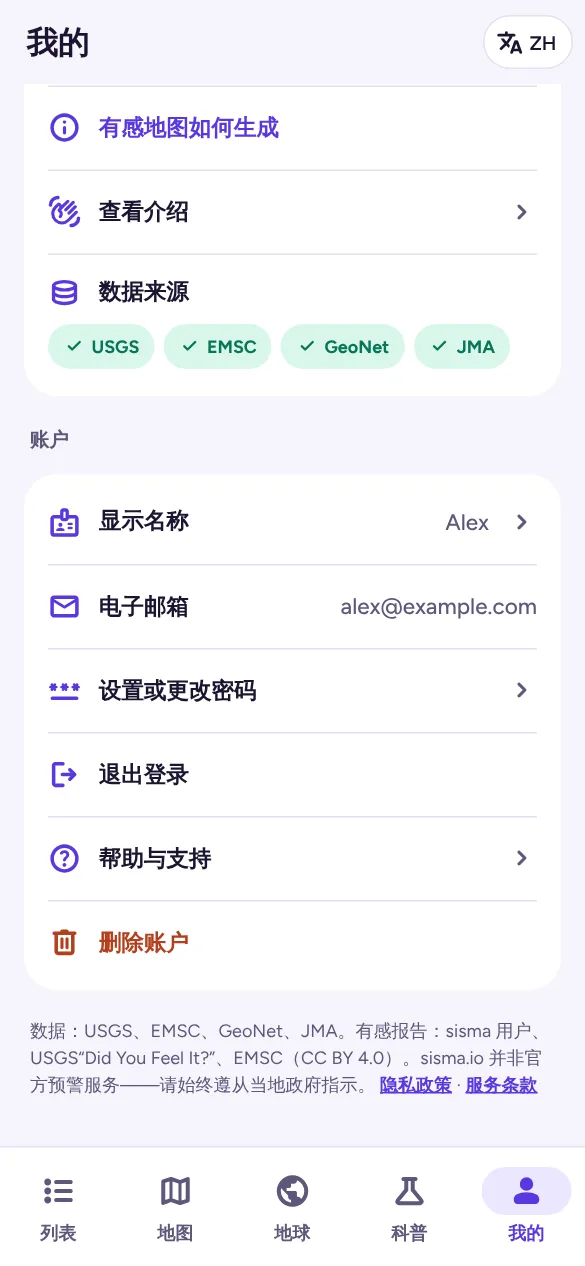 我的
ZH
有感地图如何生成
查看介绍
数据来源
USGS
EMSC
GeoNet
JMA
账户
显示名称
Alex
电子邮箱
alex@example.com
设置或更改密码
退出登录
帮助与支持
删除账户
数据：USGS、EMSC、GeoNet、JMA。有感报告：sisma 用户、
USGS“Did You Feel It?”、EMSC（CC BY 4.0）。sisma.io 并非官
方预警服务——请始终遵从当地政府指示。 隐私政策 · 服务条款
列表
地图
地球
科普
我的